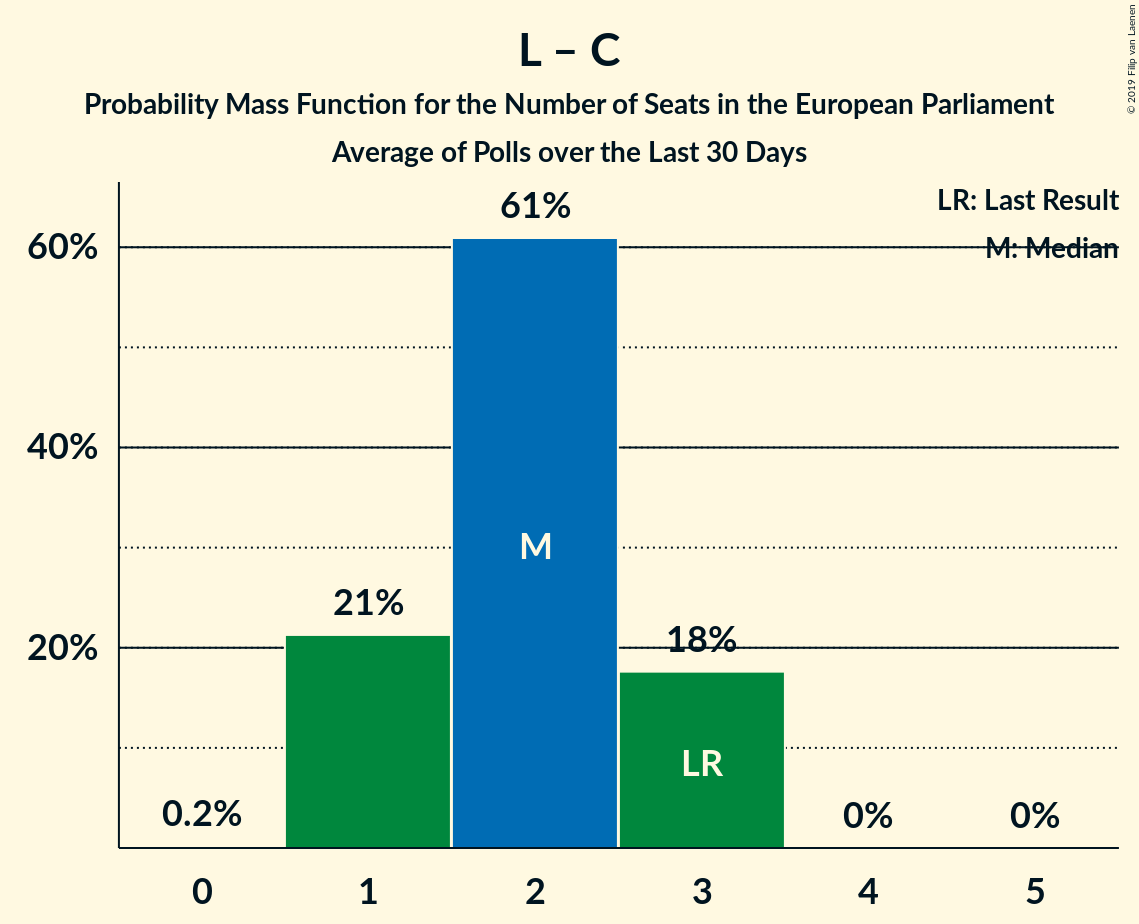 L – C
Probability Mass Function for the Number of Seats in the European Parliament
Average of Polls over the Last 30 Days
© 2019 Filip van Laenen
LR: Last Result
M: Median
61%
60%
40%
M
21%
20%
18%
LR
0.2%
0%
0%
0 1 2 3 4 5